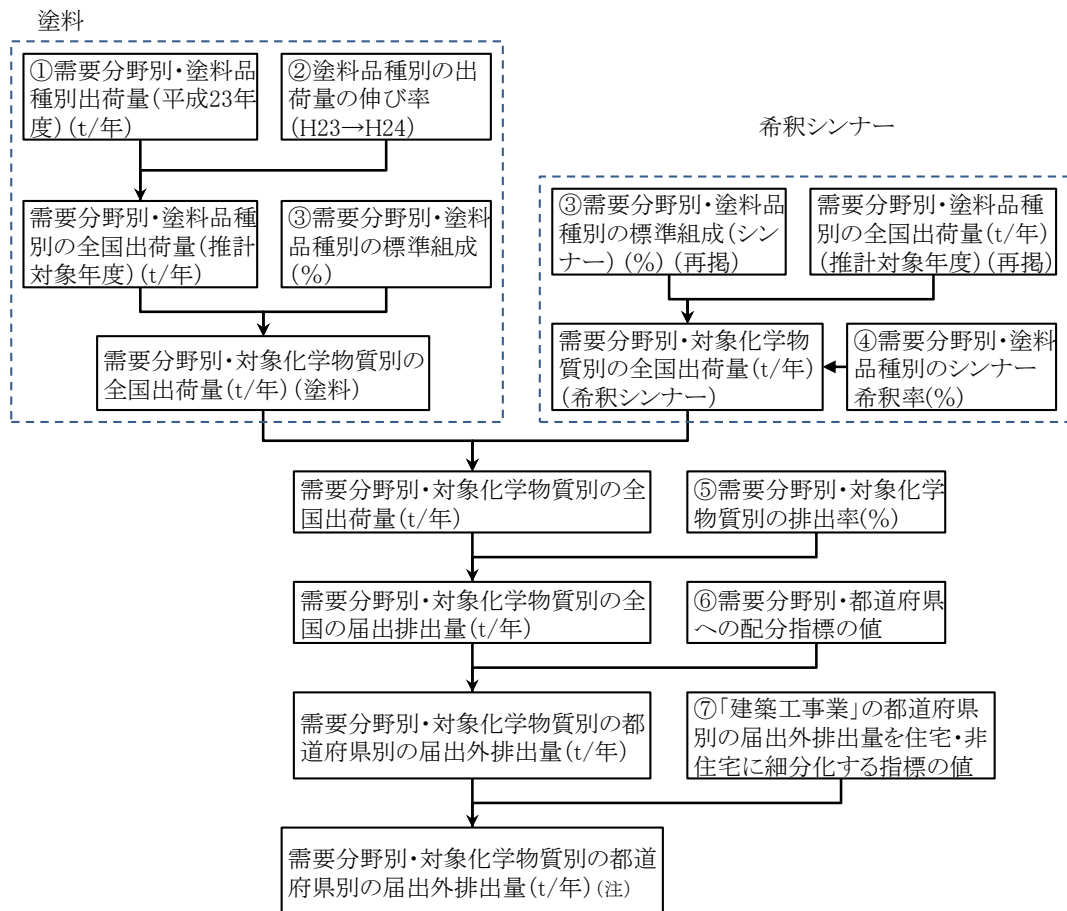 塗料
①需要分野別・塗料品
種別出荷量(平成23年
度)(t/年)
②塗料品種別の出
荷量の伸び率
(H23→H24)
需要分野別・塗料品種
別の全国出荷量(推計
対象年度)(t/年)
③需要分野別・塗料
品種別の標準組成
(%)
需要分野別・対象化学物質別の
全国出荷量(t/年)(塗料)
希釈シンナー
③需要分野別・塗料品
種別の標準組成(シン
ナー)(%)(再掲)
需要分野別・塗料品種
別の全国出荷量(t/年)
(推計対象年度)(再掲)
需要分野別・対象化学物
質別の全国出荷量(t/年)
(希釈シンナー)
④需要分野別・塗料
品種別のシンナー
希釈率(%)
需要分野別・対象化学物質別の全
国出荷量(t/年)
⑤需要分野別・対象化学
物質別の排出率(%)
需要分野別・対象化学物質別の全
国の届出排出量(t/年)
⑥需要分野別・都道府県
への配分指標の値
需要分野別・対象化学物質別の都
道府県別の届出外排出量(t/年)
⑦「建築工事業」の都道府県
別の届出外排出量を住宅・非
住宅に細分化する指標の値
需要分野別・対象化学物質別の都道
府県別の届出外排出量(t/年)(注)